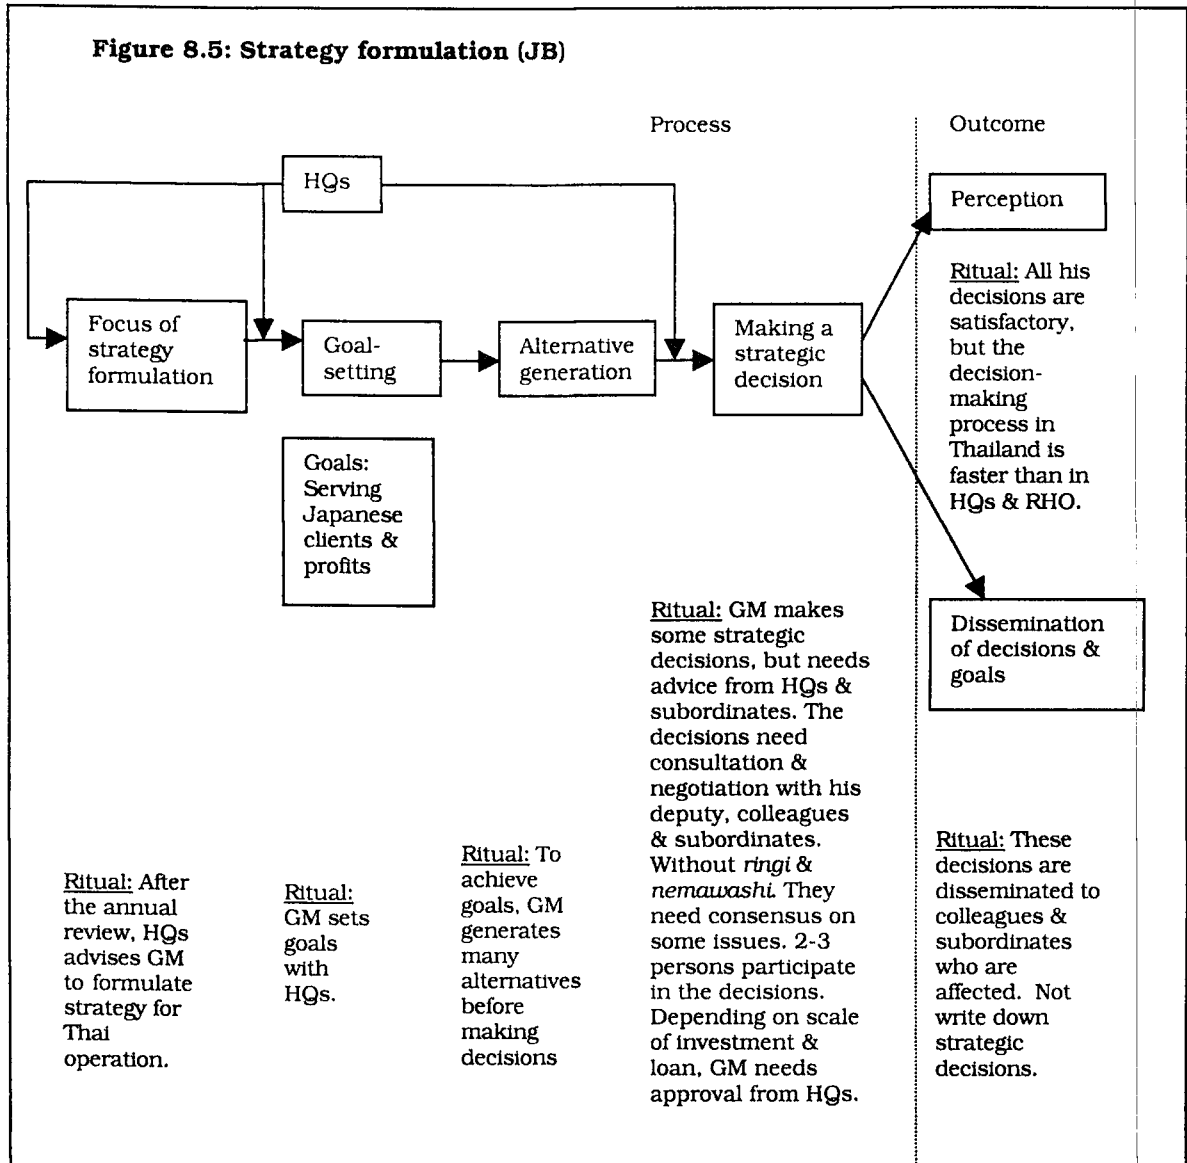 Figure 8.5: Strategy formulation (JB)
Process
Outcome
HQs
Perception
Focus of
strategy
formulation
Goal-
setting
Alternative
generation
Making a
strategic
decision
Ritual: All his
decisions are
satisfactory,
but the
decision-
making
process in
Thailand is
faster than in
HQs & RHO.
Goals:
Serving
Japanese
clients &
profits
Dissemination
of decisions &
goals
Ritual: After
the annual
review, HQs
advises GM
to formulate
strategy for
Thai
operation.
Ritual:
GM sets
goals
with
HQs.
Ritual: To
achieve
goals, GM
generates
many
alternatives
before
making
decisions
Ritual: GM makes
some strategic
decisions, but needs
advice from HQs &
subordinates. The
decisions need
consultation &
negotiation with his
deputy, colleagues
& subordinates.
Without ringi &
nemawashi. They
need consensus on
some issues. 2-3
persons participate
in the decisions.
Depending on scale
of investment &
loan, GM needs
approval from HQs.
Ritual: These
decisions are
disseminated to
colleagues &
subordinates
who are
affected. Not
write down
strategic
decisions.